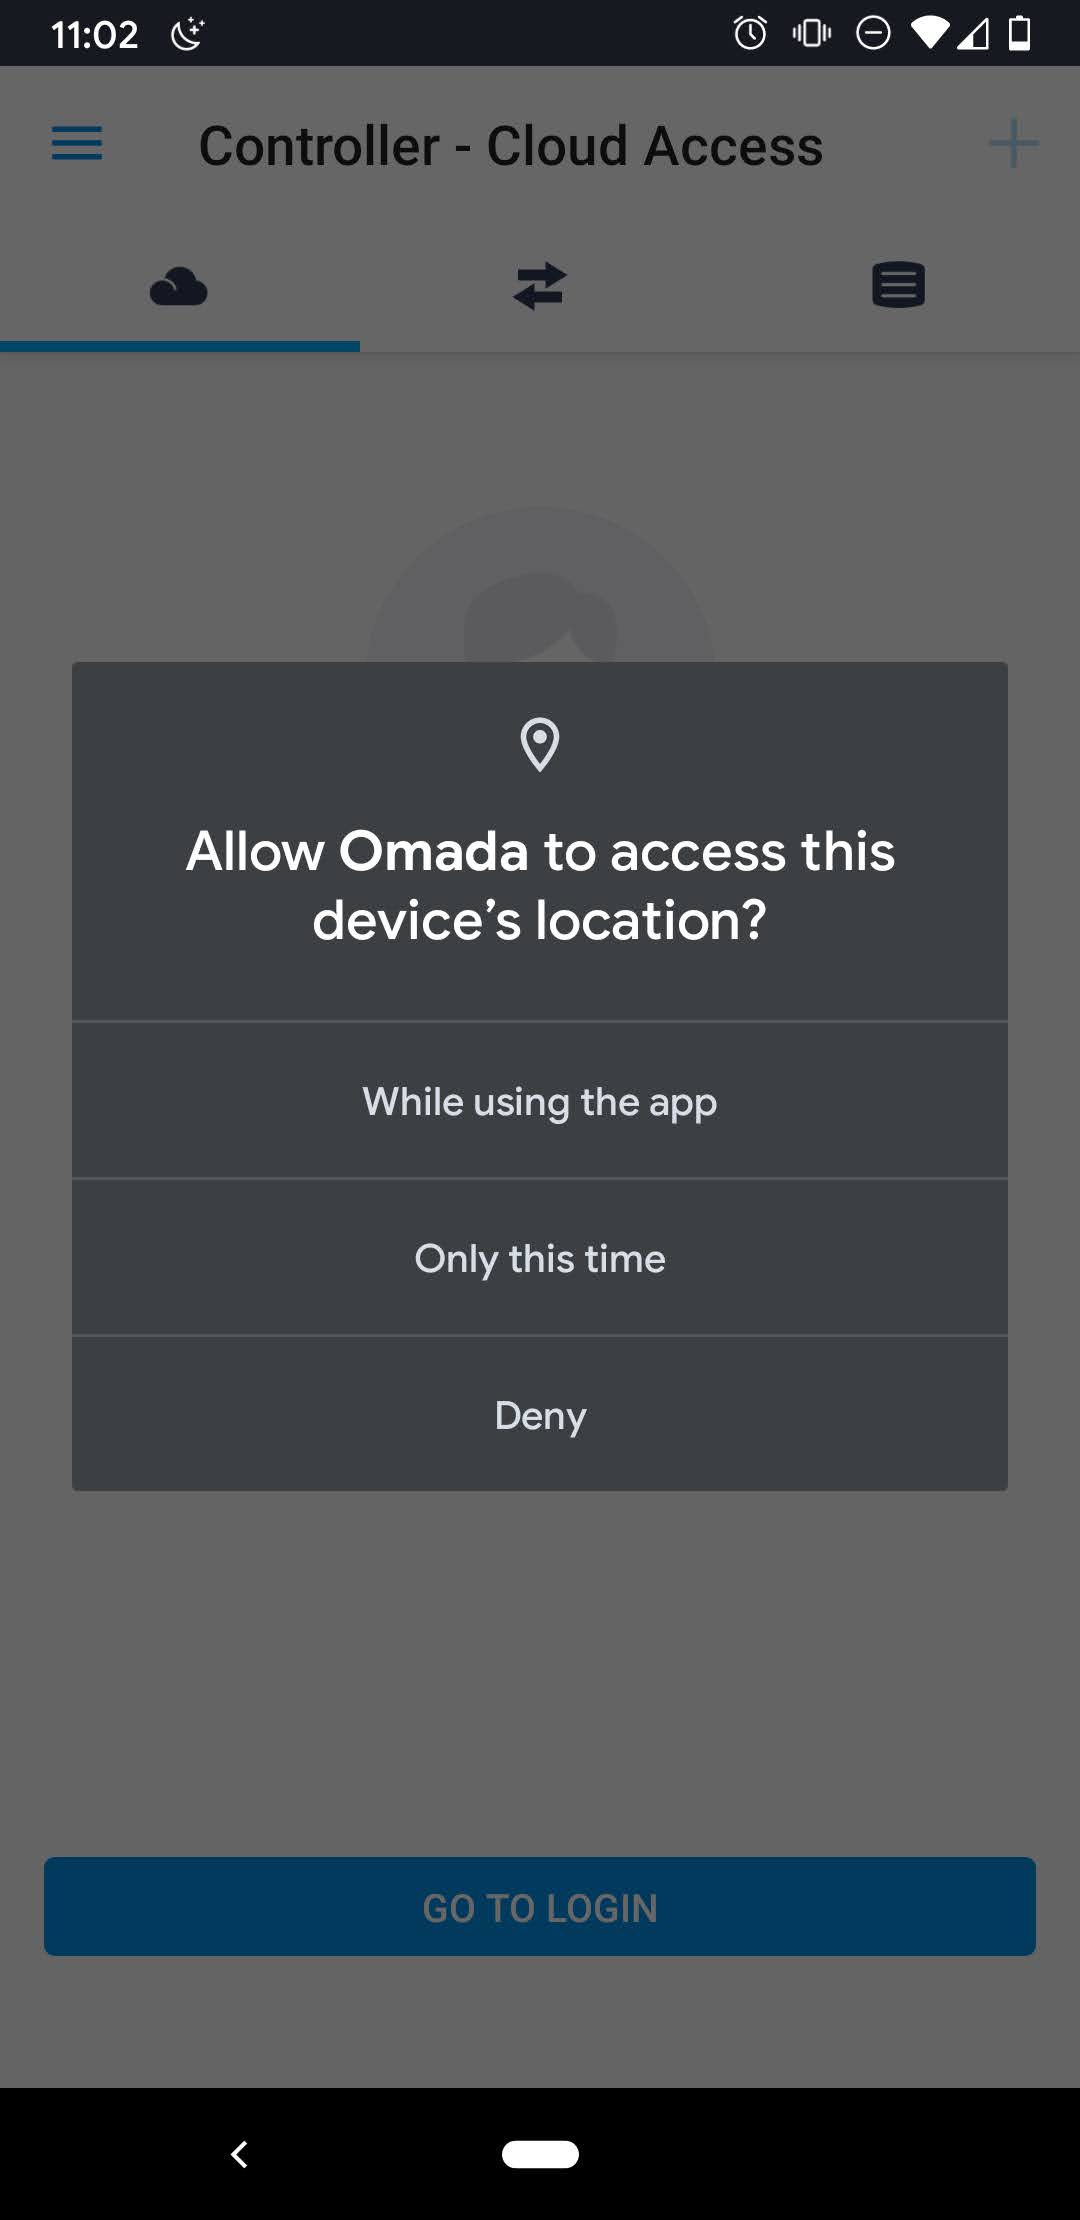 11:02
Controller - Cloud Access
Allow Omada to access this
device’s location?
While using the app
Only this time
Deny
GO TO LOGIN